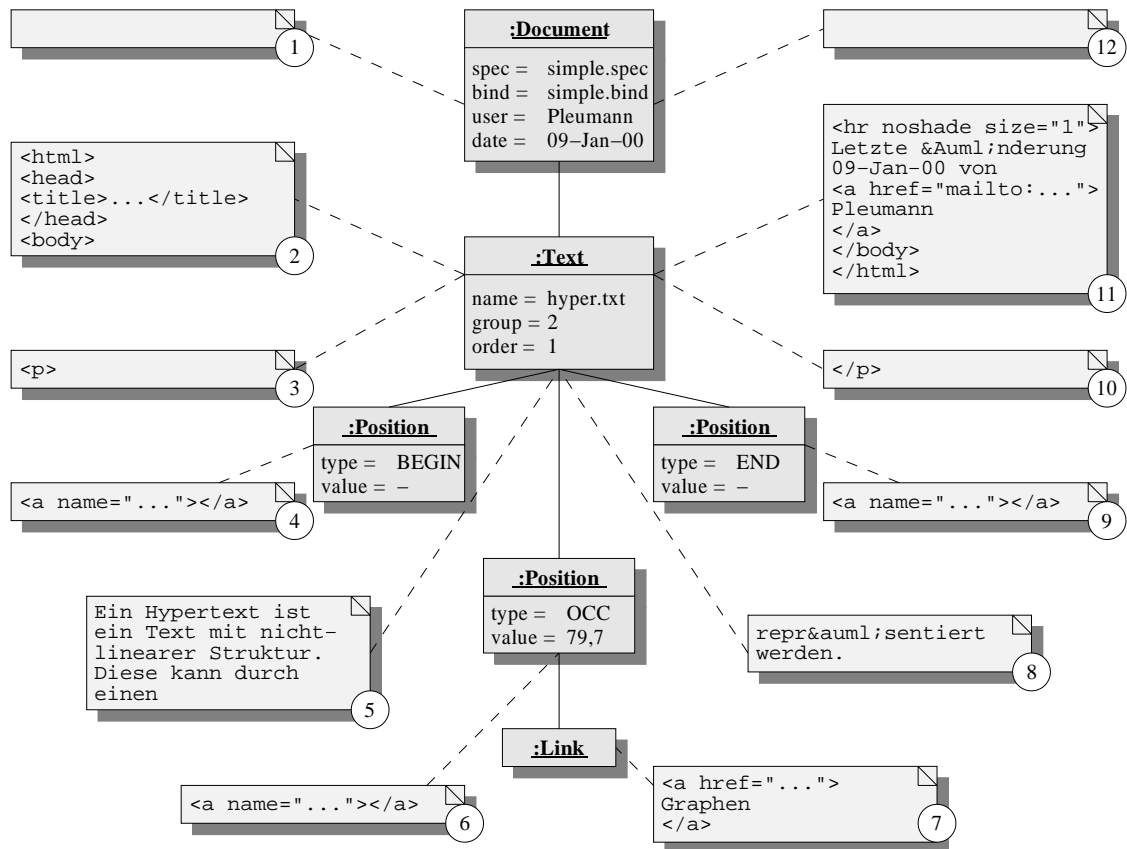 1
:Document
spec = simple.spec
bind = simple.bind
user = Pleumann
date = 09–Jan–00
12
<html>
<head>
<title>...</title>
</head>
<body>
2
:Text
name = hyper.txt
group = 2
order = 1
<hr noshade size="1">
Letzte &Auml;nderung
09–Jan–00 von
<a href="mailto:...">
Pleumann
</a>
</body>
</html>
11
<p>
3
</p>
10
:Position
type = BEGIN
value = –
:Position
type = END
value = –
<a name="..."></a>
4
<a name="..."></a>
9
:Position
type = OCC
value = 79,7
Ein Hypertext ist
ein Text mit nicht–
linearer Struktur.
Diese kann durch
einen
5
repr&auml;sentiert
werden.
8
:Link
<a name="..."></a>
6
<a href="...">
Graphen
</a>
7